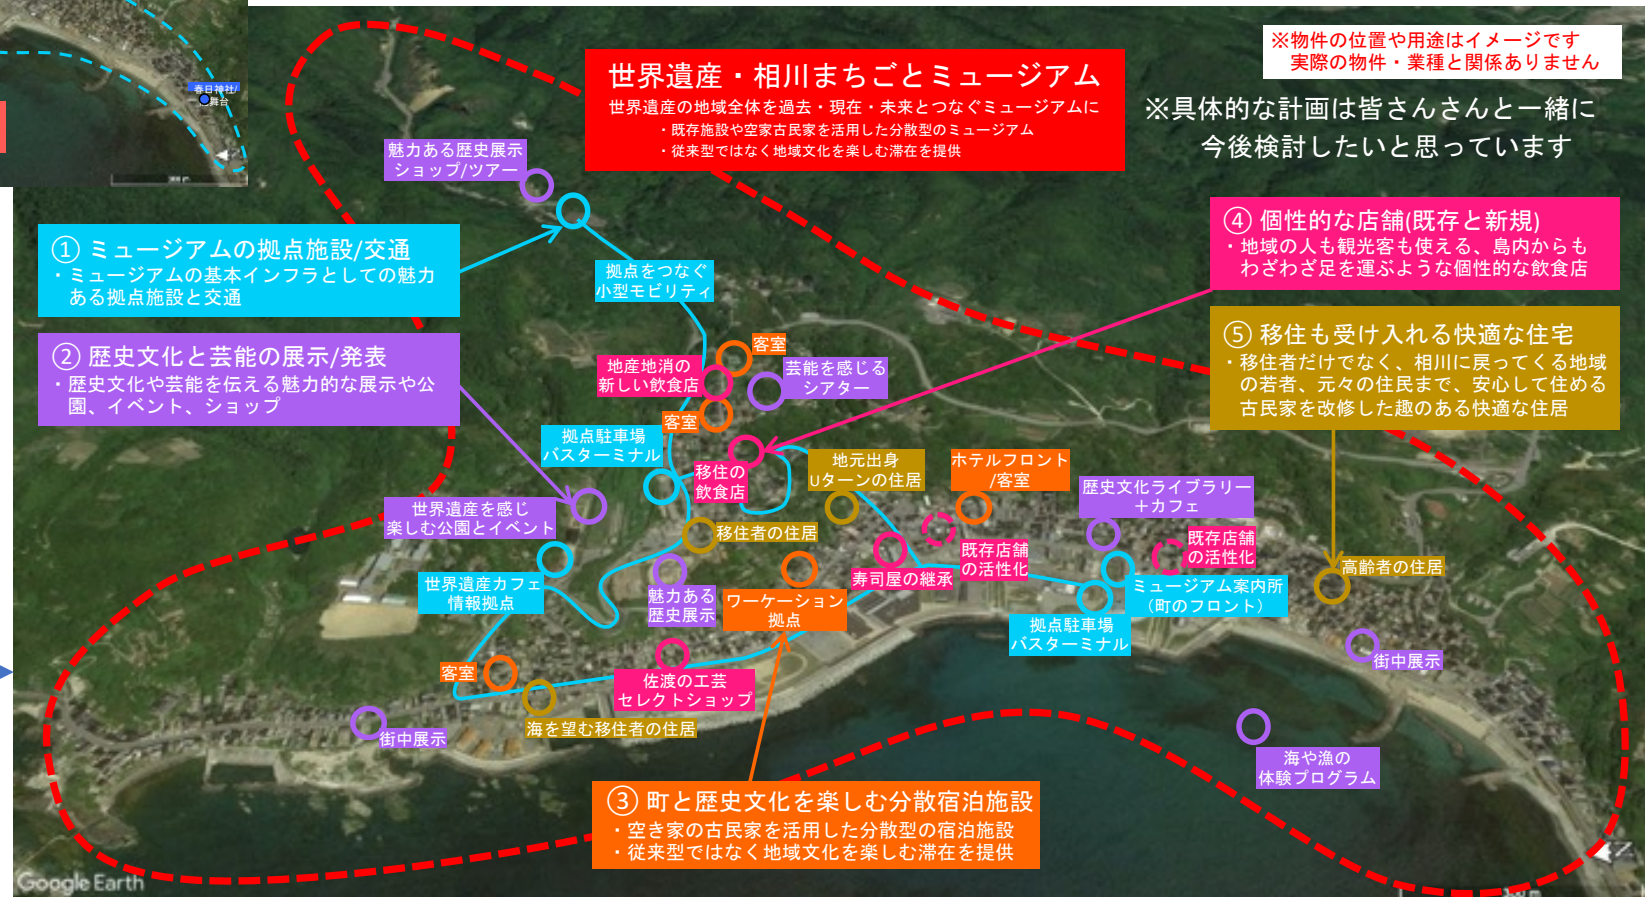 春日神社/
舞台
世界遺産・相川まちごとミュージアム
世界遺産の地域全体を過去・現在・未来とつなぐミュージアムに
・既存施設や空家古民家を活用した分散型のミュージアム
・従来型ではなく地域文化を楽しむ滞在を提供
※物件の位置や用途はイメージです
実際の物件・業種と関係ありません
※具体的な計画は皆さんさんと一緒に
今後検討したいと思っています
魅力ある歴史展示
ショップ/ツアー
① ミュージアムの拠点施設/交通
・ミュージアムの基本インフラとしての魅力
ある拠点施設と交通
② 歴史文化と芸能の展示/発表
・歴史文化や芸能を伝える魅力的な展示や公
園、イベント、ショップ
④ 個性的な店舗(既存と新規)
・地域の人も観光客も使える、島内からも
わざわざ足を運ぶような個性的な飲食店
⑤ 移住も受け入れる快適な住宅
・移住者だけでなく、相川に戻ってくる地域
の若者、元々の住民まで、安心して住める
古民家を改修した趣のある快適な住居
拠点をつなぐ
小型モビリティ
客室
地産地消の
新しい飲食店
芸能を感じる
シアター
客室
拠点駐車場
バスターミナル
移住の
飲食店
地元出身
Uターンの住居
ホテルフロント
/客室
歴史文化ライブラリー
＋カフェ
世界遺産を感じ
楽しむ公園とイベント
移住者の住居
既存店舗
の活性化
既存店舗
の活性化
寿司屋の継承
高齢者の住居
世界遺産カフェ
情報拠点
魅力ある
歴史展示
ワーケーション
拠点
ミュージアム案内所
（町のフロント）
拠点駐車場
バスターミナル
街中展示
客室
佐渡の工芸
セレクトショップ
海を望む移住者の住居
街中展示
海や漁の
体験プログラム
③ 町と歴史文化を楽しむ分散宿泊施設
・空き家の古民家を活用した分散型の宿泊施設
・従来型ではなく地域文化を楽しむ滞在を提供
Google Earth